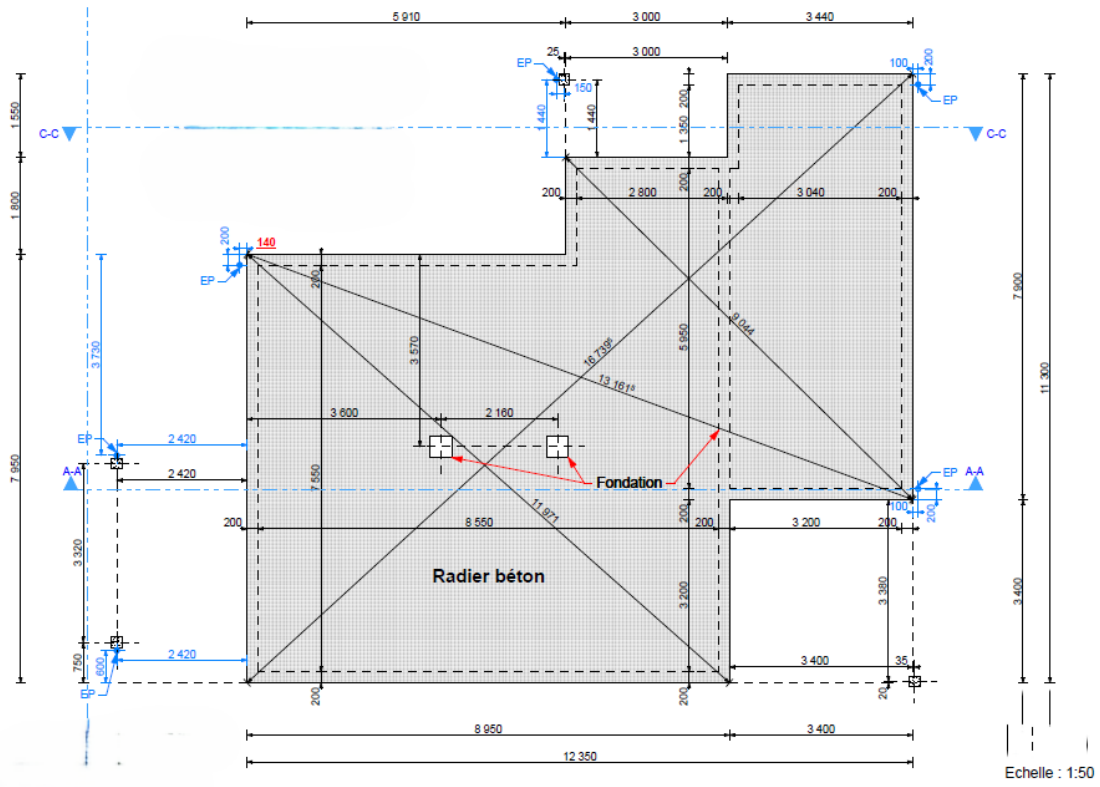 5 910 3 000 3 440
25 3 000
EP 150 100 200 EP
1 440 1 440 200 1 350
1 550 1 800 7 950
C-C C-C
200 2 800 200 3 040 200
200
200 140
EP 200
3 730 3 570 5 950 9 044
16 739⁵
13 161⁵
7 900 11 300
3 600 2 160
EP 2 420
A-A 2 420
Fondation
EP A-A
100 200
7 550 11 971
200 8 550 200 200 3 200 200
Radier béton
3 320 3 200 3 380 3 400
750 600 2 420
EP
3 400 35
200 200 20
8 950 3 400
12 350
Echelle : 1:50